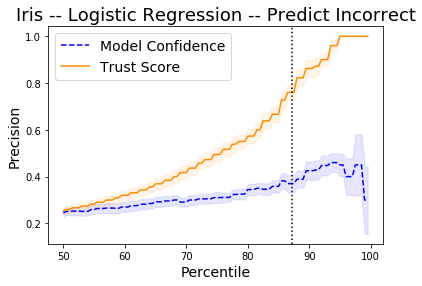 Iris -- Logistic Regression -- Predict Incorrect
Model Confidence
Trust Score
Precision
1.0
0.8
0.6
0.4
0.2
50
60
70
80
90
100
Percentile